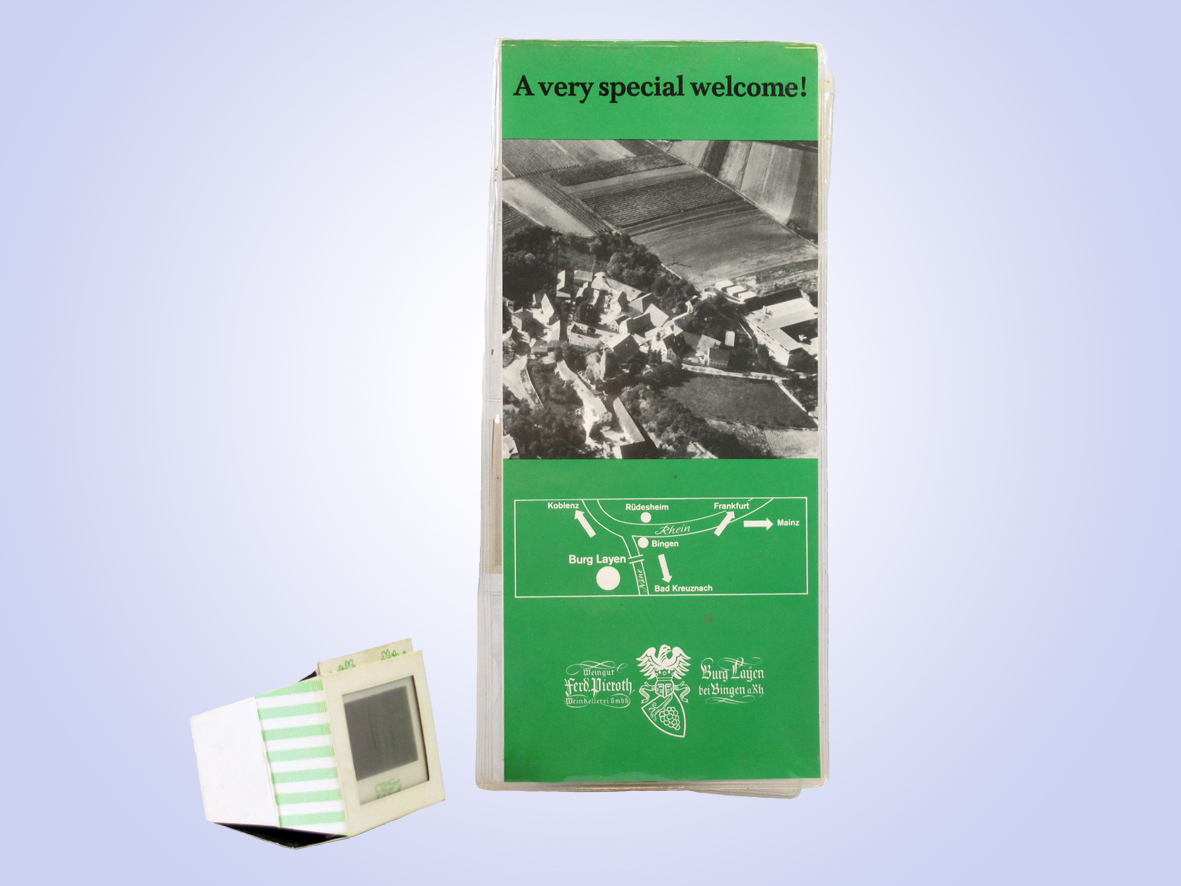 A very special welcome!
Koblenz
Rüdesheim
Frankfurt
Rhein
Mainz
Bingen
Burg Layen
Nahe
Bad Kreuznach
Weingut
Ferd. Pieroth
Weinkellerei GmbH
Burg Layen
bei Bingen a. Rh.